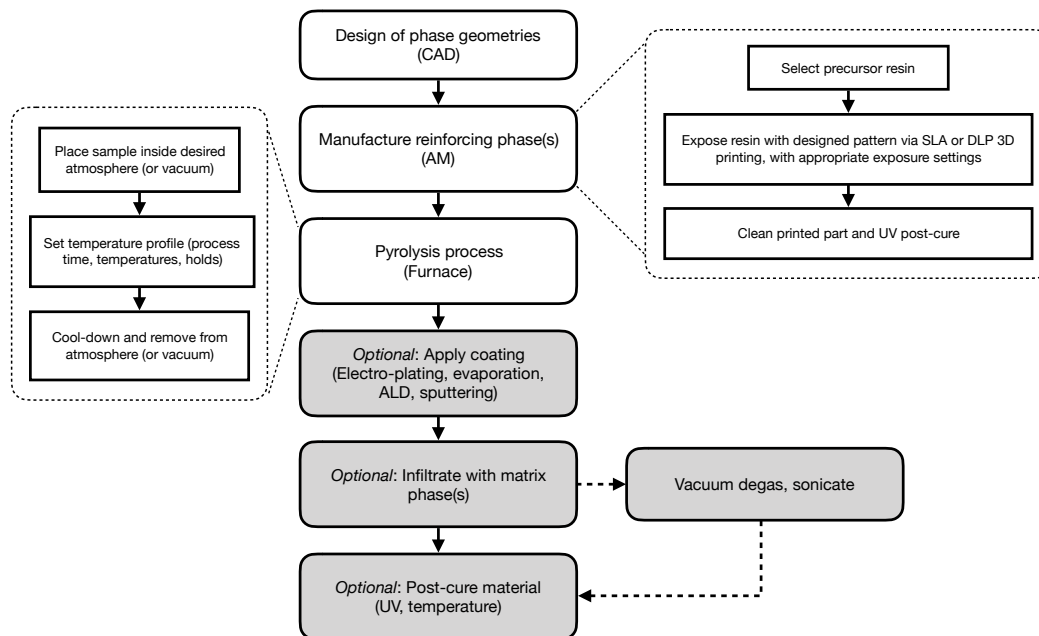 Design of phase geometries
(CAD)
Manufacture reinforcing phase(s)
(AM)
Select precursor resin
Expose resin with designed pattern via SLA or DLP 3D
printing, with appropriate exposure settings
Clean printed part and UV post-cure
Pyrolysis process
(Furnace)
Place sample inside desired
atmosphere (or vacuum)
Set temperature profile (process
time, temperatures, holds)
Cool-down and remove from
atmosphere (or vacuum)
Optional: Apply coating
(Electro-plating, evaporation,
ALD, sputtering)
Optional: Infiltrate with matrix
phase(s)
Vacuum degas, sonicate
Optional: Post-cure material
(UV, temperature)